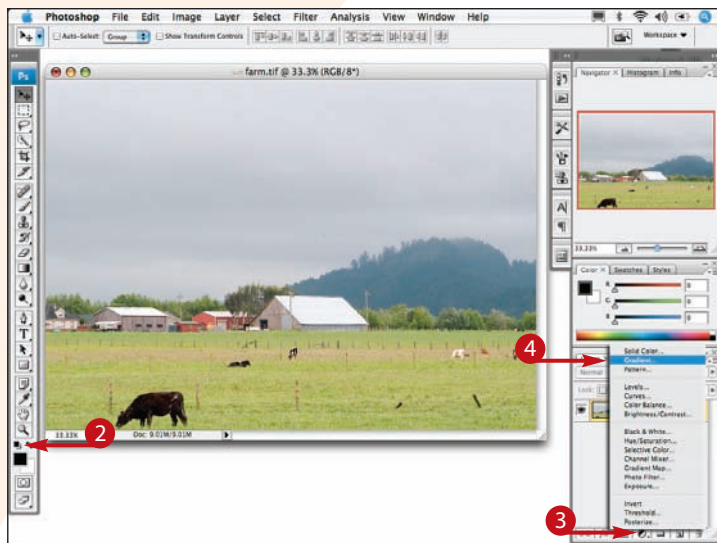 Photoshop File Edit Image Layer Select Filter Analysis View Window Help
Auto-Select: Group Show Transform Controls Workspace
Ps
farm.tif @ 33.3% (RGB/8*)
Navigator × Histogram Info
33.33%
Color × Swatches Styles
R 0
G 0
B 0
4
Solid Color...
Gradient...
Pattern...
Normal
Levels...
Lock:
Curves...
Color Balance...
Brightness/Contrast...
Black & White...
Hue/Saturation...
Selective Color...
Channel Mixer...
Gradient Map...
Photo Filter...
Exposure...
Invert
Threshold...
Posterize...
2
33.33% Doc: 9.01M/9.01M
3